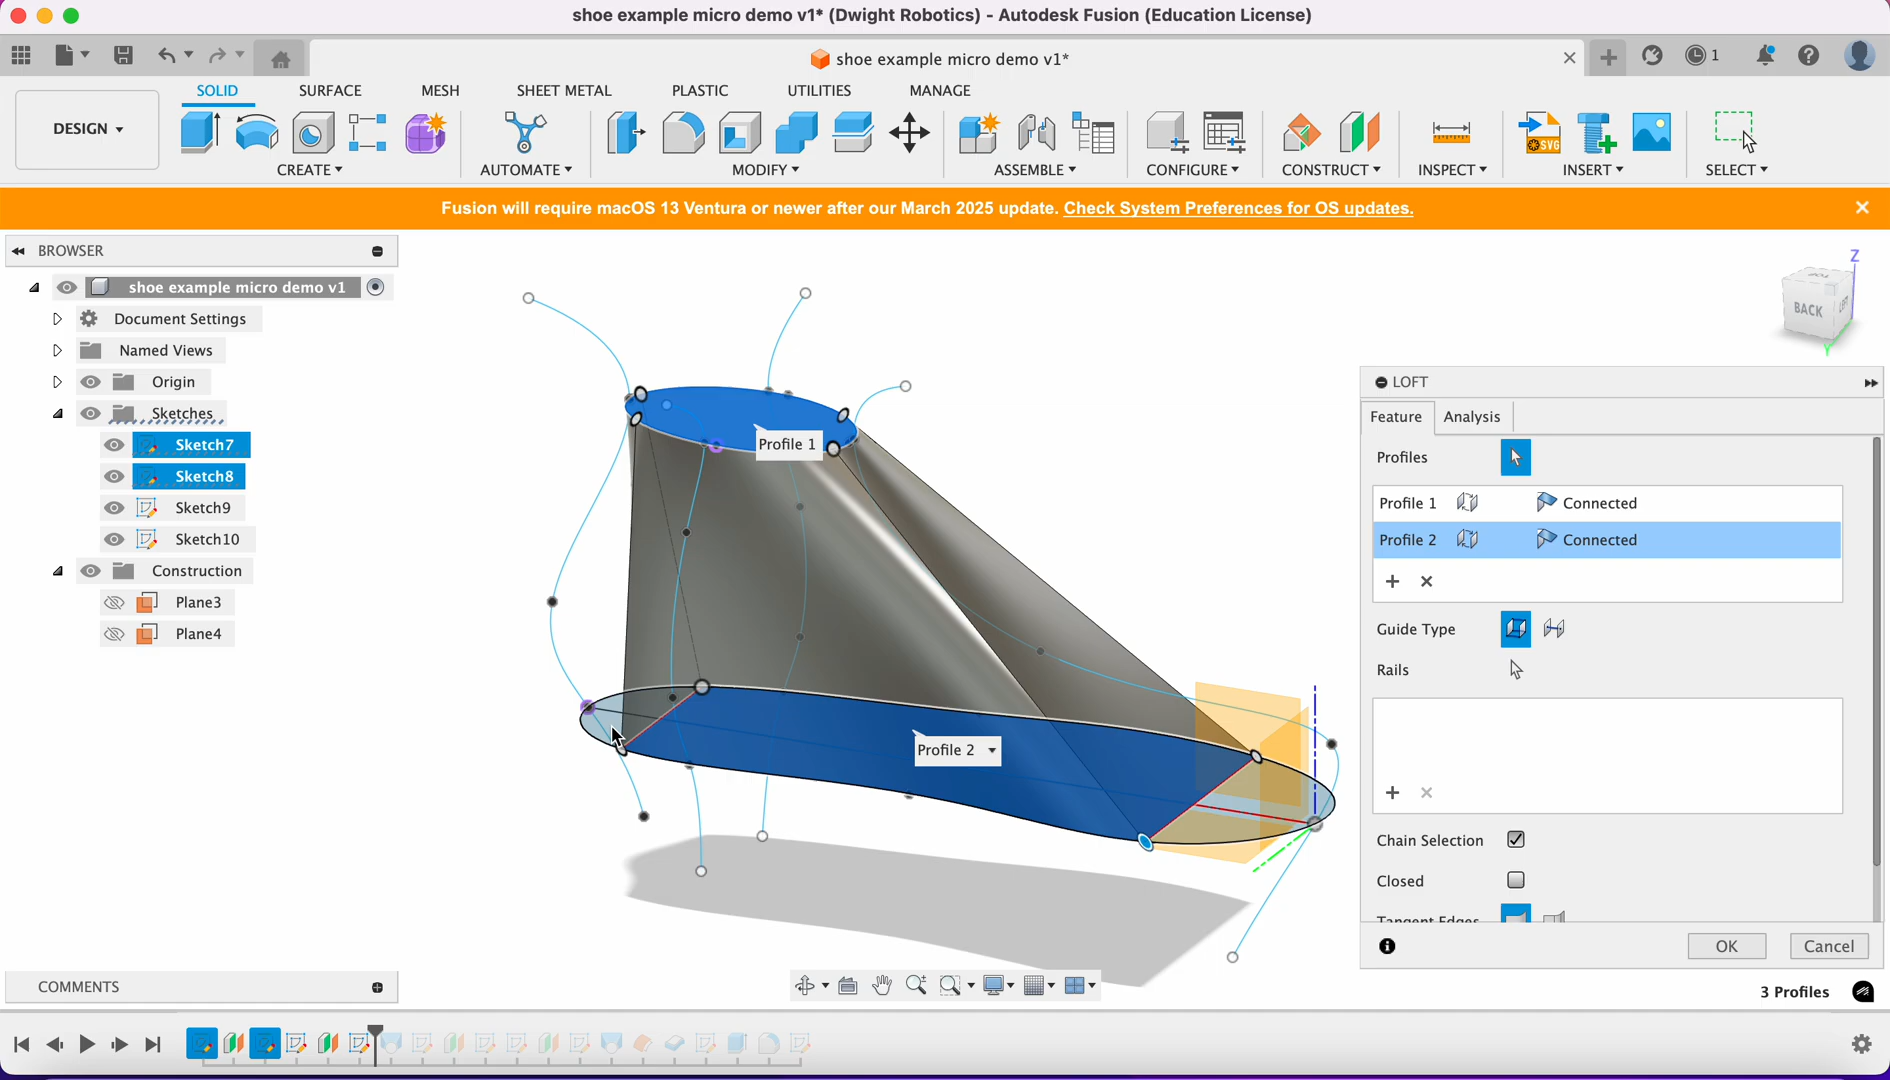 shoe example micro demo v1* (Dwight Robotics) - Autodesk Fusion (Education License)
shoe example micro demo v1*
1
SOLID SURFACE MESH SHEET METAL PLASTIC UTILITIES MANAGE
DESIGN
CREATE AUTOMATE MODIFY ASSEMBLE CONFIGURE CONSTRUCT INSPECT INSERT SELECT
SVG
Fusion will require macOS 13 Ventura or newer after our March 2025 update. Check System Preferences for OS updates.
BROWSER
shoe example micro demo v1
Document Settings
Named Views
Origin
Sketches
Sketch7
Sketch8
Sketch9
Sketch10
Construction
Plane3
Plane4
Profile 1
Profile 2
Z
TOP
BACK
LEFT
Y
LOFT
Feature Analysis
Profiles
Profile 1 Connected
Profile 2 Connected
Guide Type
Rails
Chain Selection
Closed
Tangent Edges
OK Cancel
COMMENTS
3 Profiles